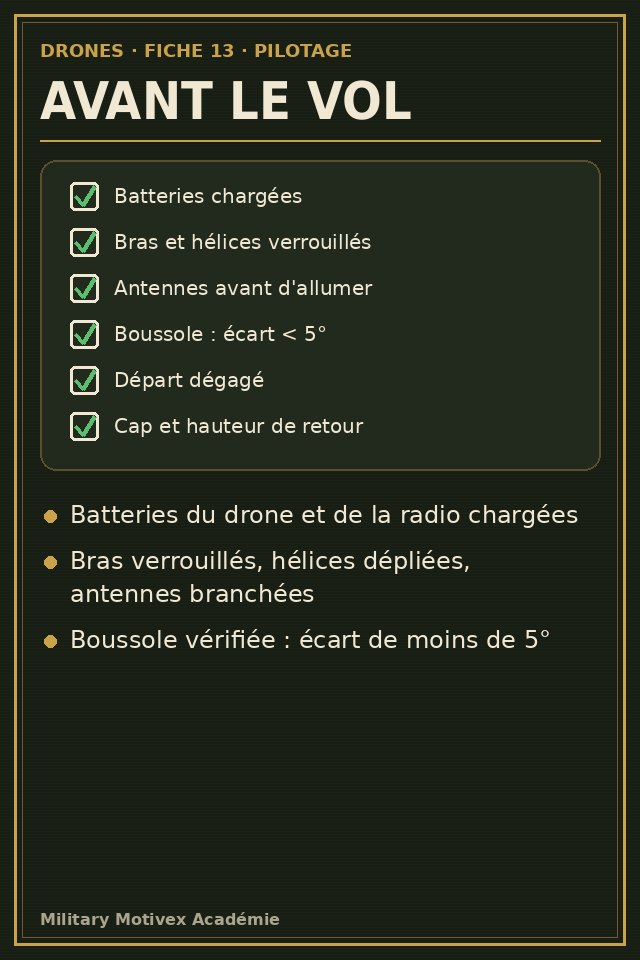 DRONES · FICHE 13 · PILOTAGE
AVANT LE VOL
Batteries chargées
Bras et hélices verrouillés
Antennes avant d'allumer
Boussole : écart < 5°
Départ dégagé
Cap et hauteur de retour
Batteries du drone et de la radio chargées
Bras verrouillés, hélices dépliées,
antennes branchées
Boussole vérifiée : écart de moins de 5°
Military Motivex Académie